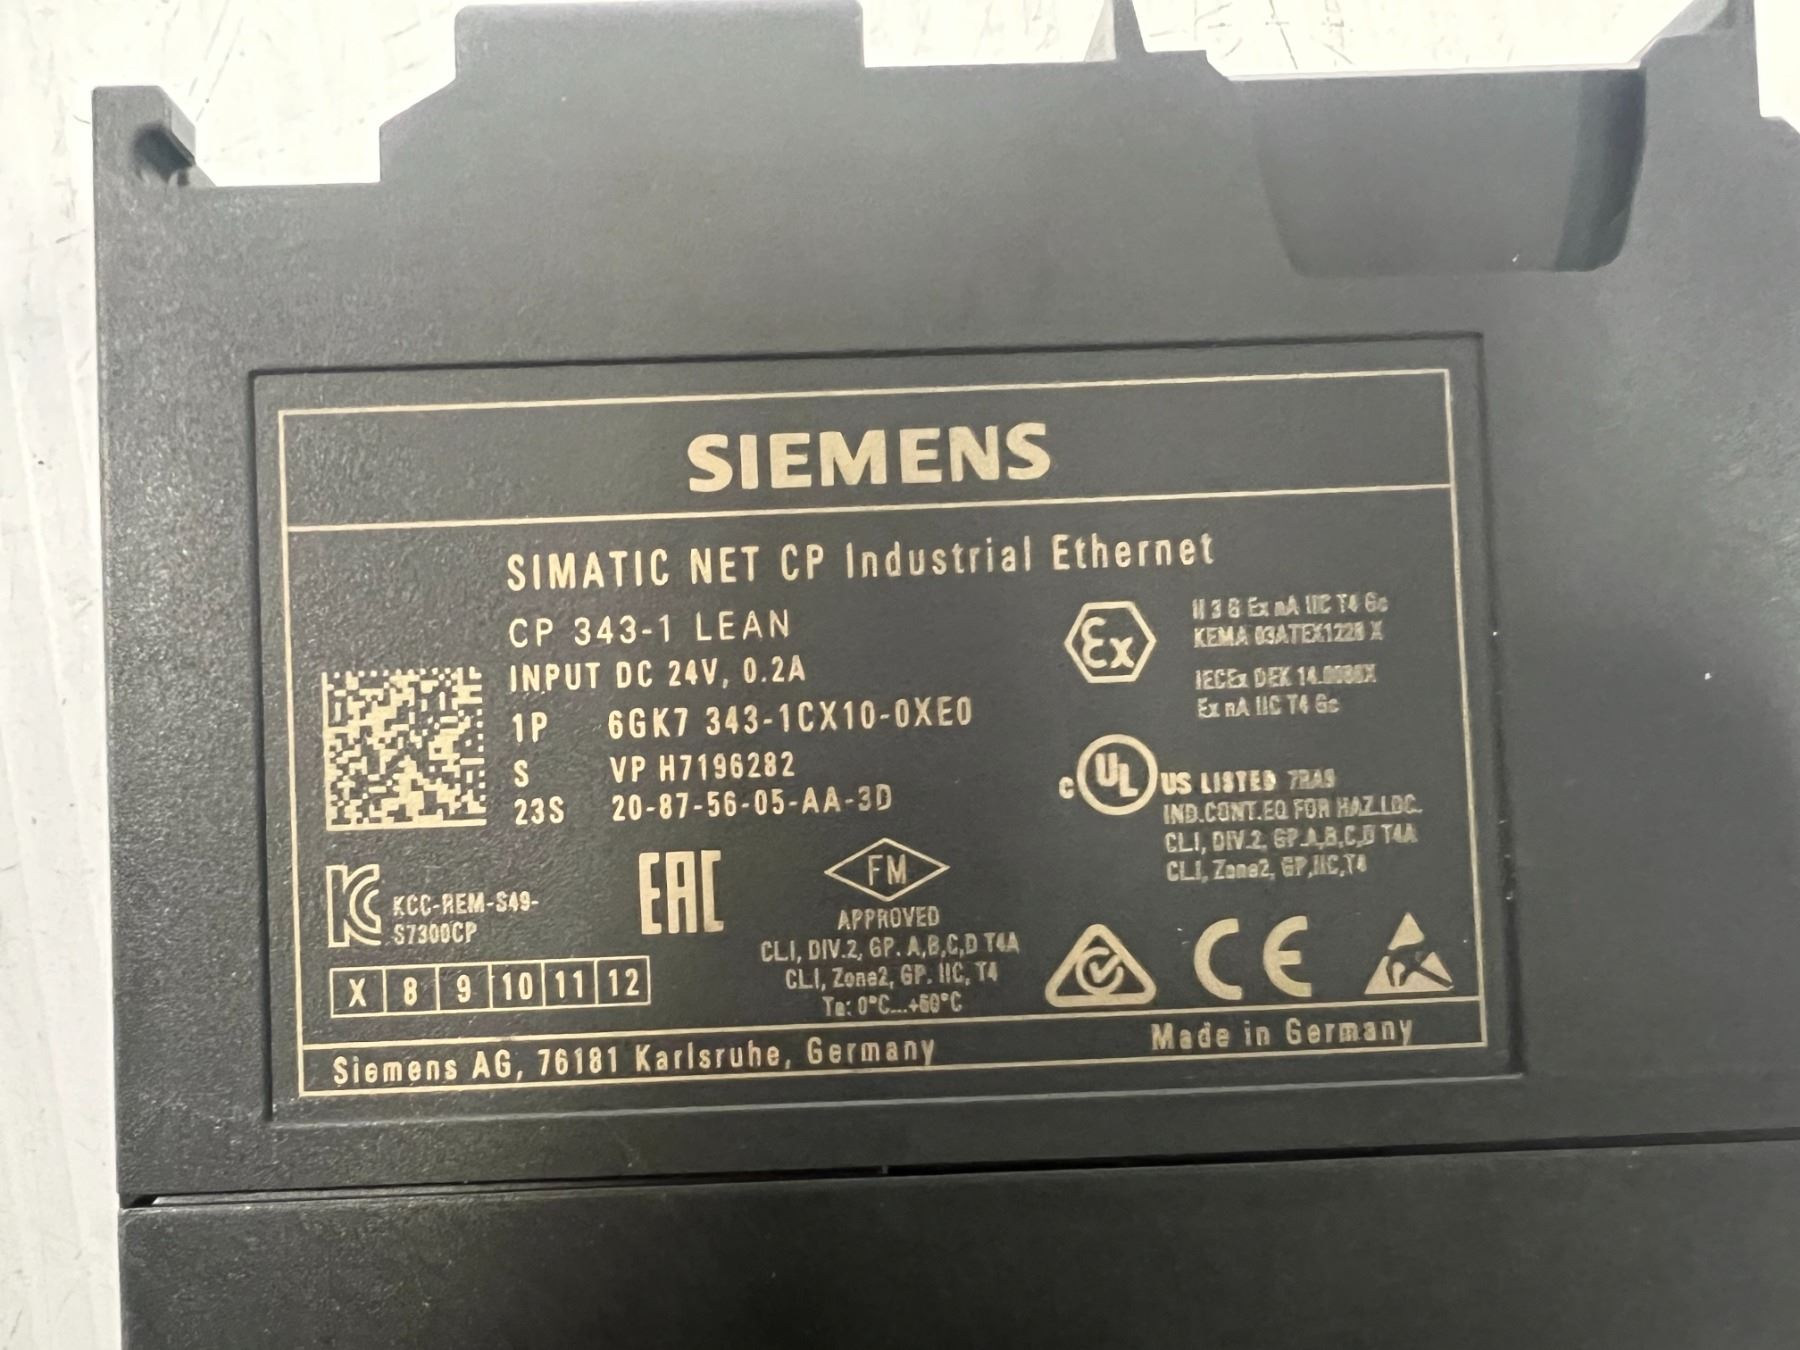 SIEMENS
SIMATIC NET CP Industrial Ethernet
CP 343-1 LEAN
INPUT DC 24V, 0.2A
1P 6GK7 343-1CX10-0XE0
S VP H7196282
23S 20-87-56-05-AA-3D
Ex
II 3 G Ex nA IIC T4 Gc
KEMA 03ATEX1228 X
IECEx DEK
Ex nA IIC T4 Gc
c UL US LISTED
IND.CONT.EQ FOR HAZ.LOC.
CL.I, DIV.2, GP.A,B,C,D T4A
CL.I, Zone2, GP.IIC,T4
KCC-REM-S49-
S7300CP
EAC
FM
APPROVED
CL.I, DIV.2, GP. A,B,C,D T4A
CL.I, Zone2, GP. IIC, T4
Ta: 0°C...+60°C
CE
X 8 9 10 11 12
Siemens AG, 76181 Karlsruhe, Germany
Made in Germany